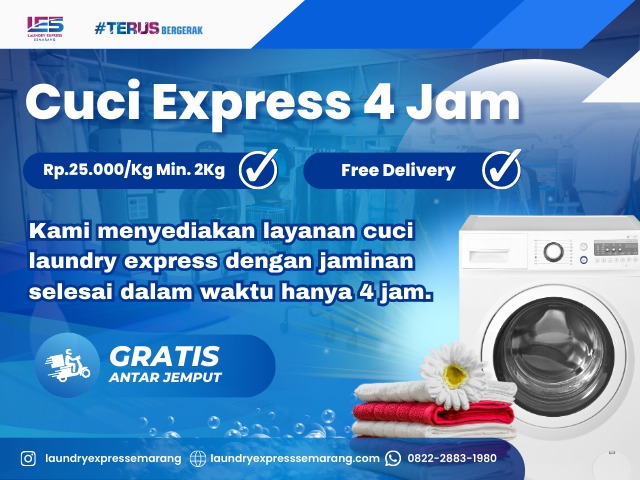 LES
LAUNDRY EXPRESS
SEMARANG
#TERUS BERGERAK
Cuci Express 4 Jam
Rp.25.000/Kg Min. 2Kg
Free Delivery
Kami menyediakan layanan cuci
laundry express dengan jaminan
selesai dalam waktu hanya 4 jam.
GRATIS
ANTAR JEMPUT
laundryexpressemarang
laundryexpresssemarang.com
0822-2883-1980